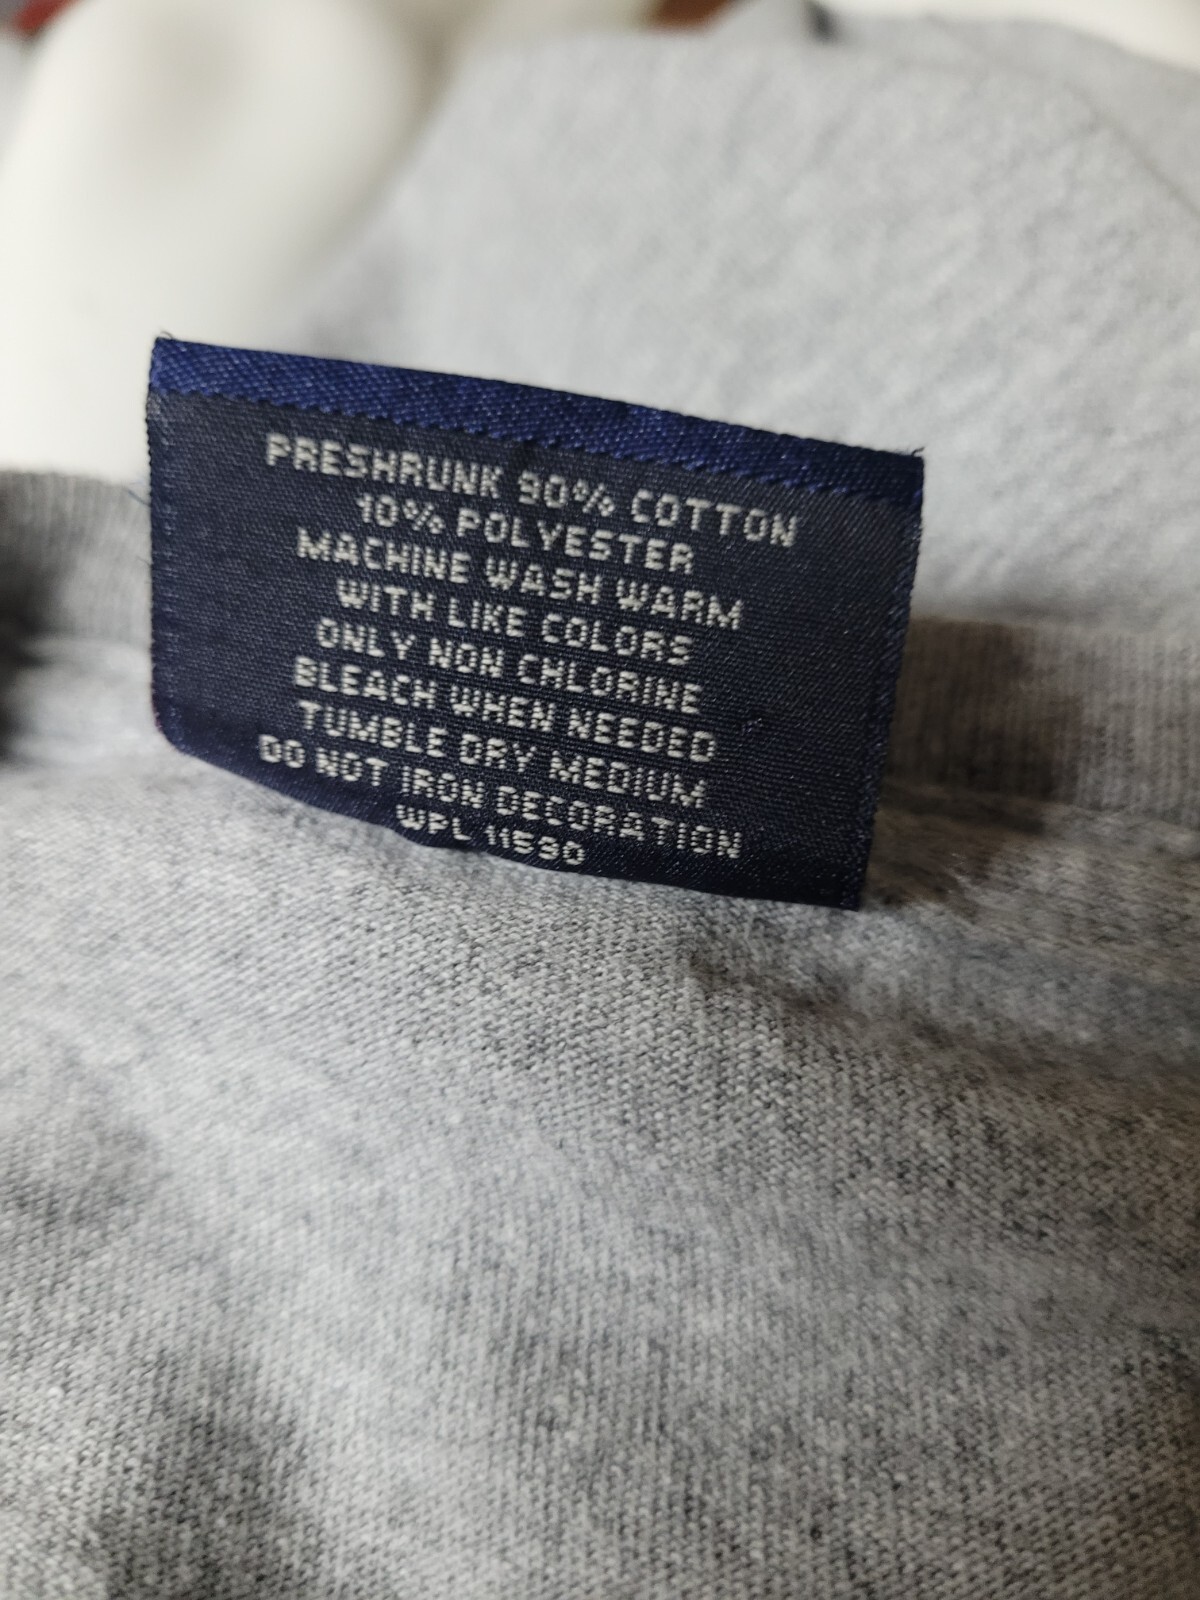 PRESHRUNK 90% COTTON
10% POLYESTER
MACHINE WASH WARM
WITH LIKE COLORS
ONLY NON CHLORINE
BLEACH WHEN NEEDED
TUMBLE DRY MEDIUM
DO NOT IRON DECORATION
WPL 11590